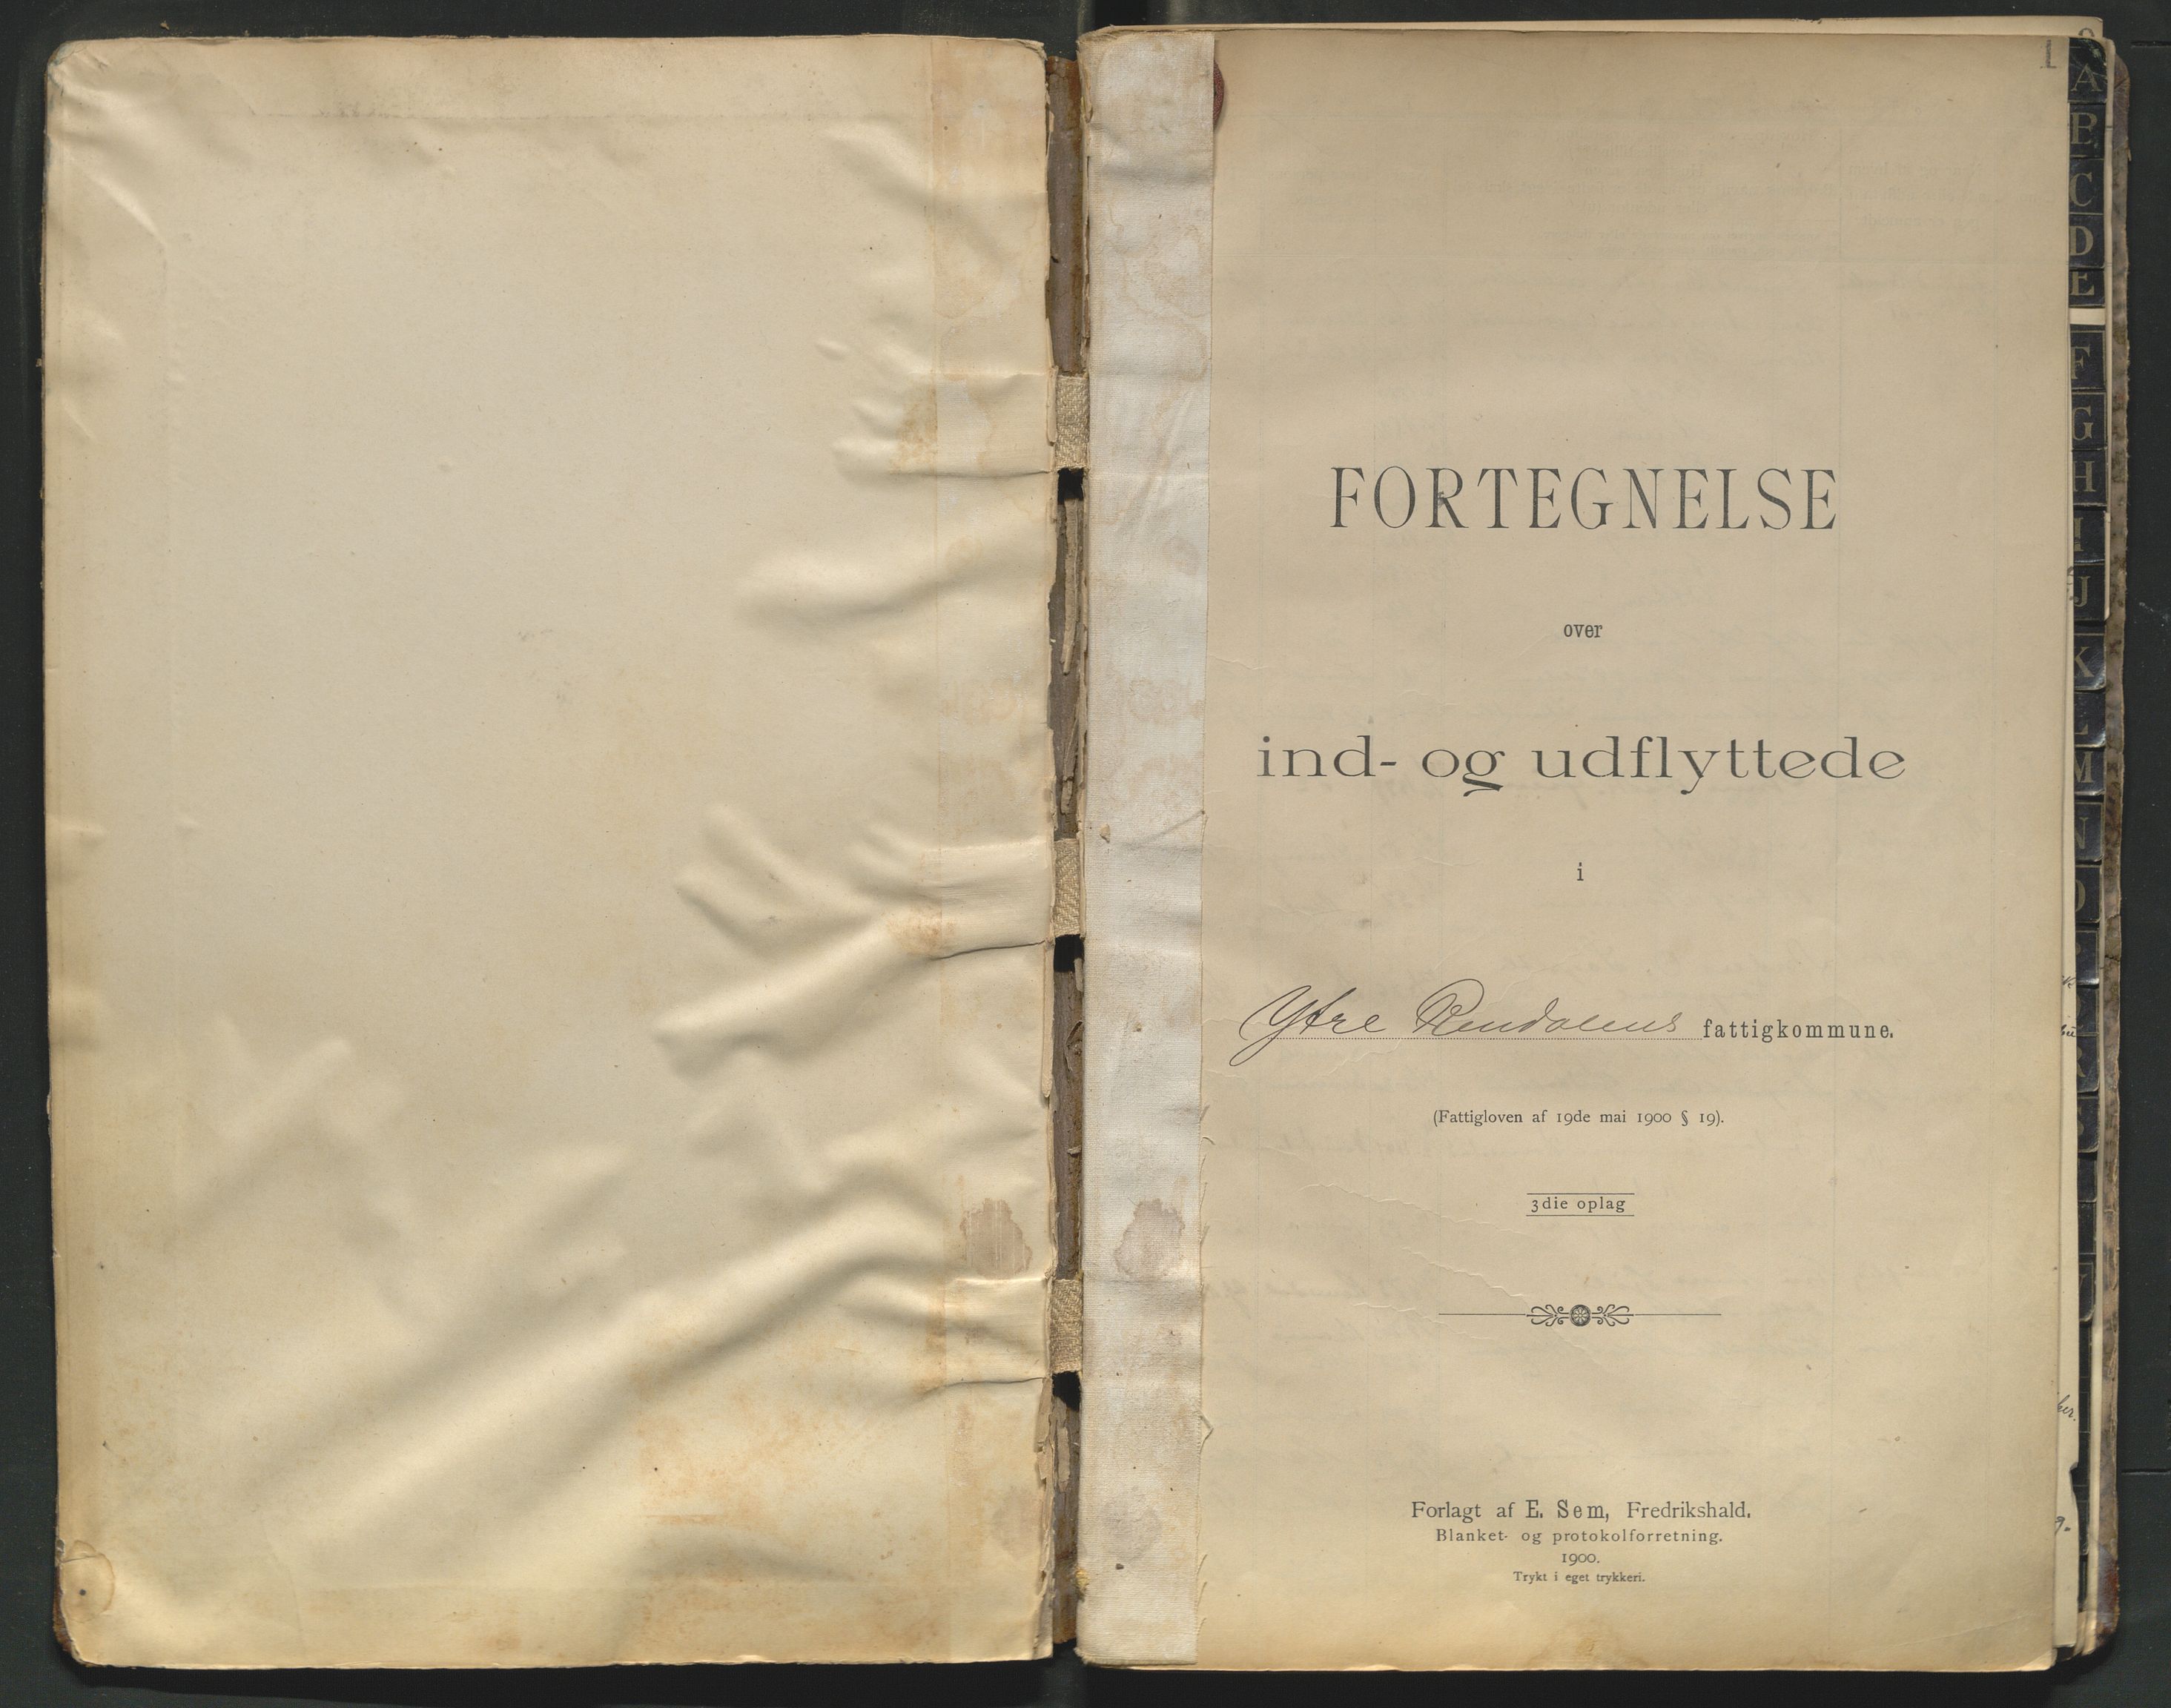 1
FORTEGNELSE
over
ind- og udflyttede
i
Ytre Rendalens fattigkommune.
(Fattigloven af 19de mai 1900 § 19).
3die oplag
Forlagt af E. Sem, Fredrikshald.
Blanket- og protokolforretning.
1900.
Trykt i eget trykkeri.
A
B
C
D
E
F
G
H
I
J
K
L
M
N
O